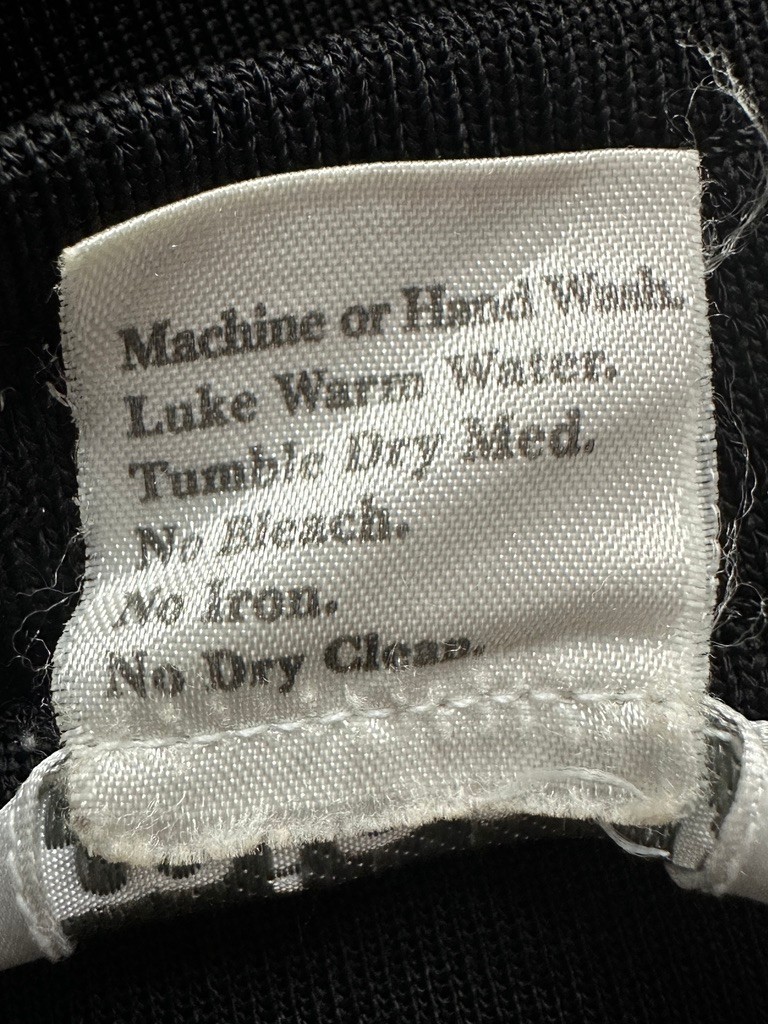 Machine or Hand Wash.
Luke Warm Water.
Tumble Dry Med.
No Bleach.
No Iron.
No Dry Clean.